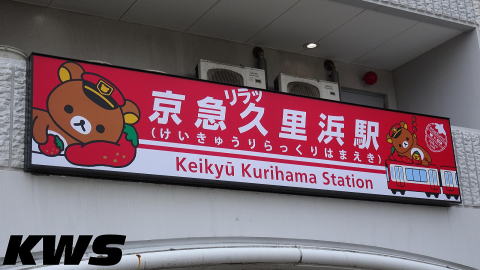 リラッ
京急久里浜駅
(けいきゅうりらっくりはまえき)
Keikyū Kurihama Station
KWS